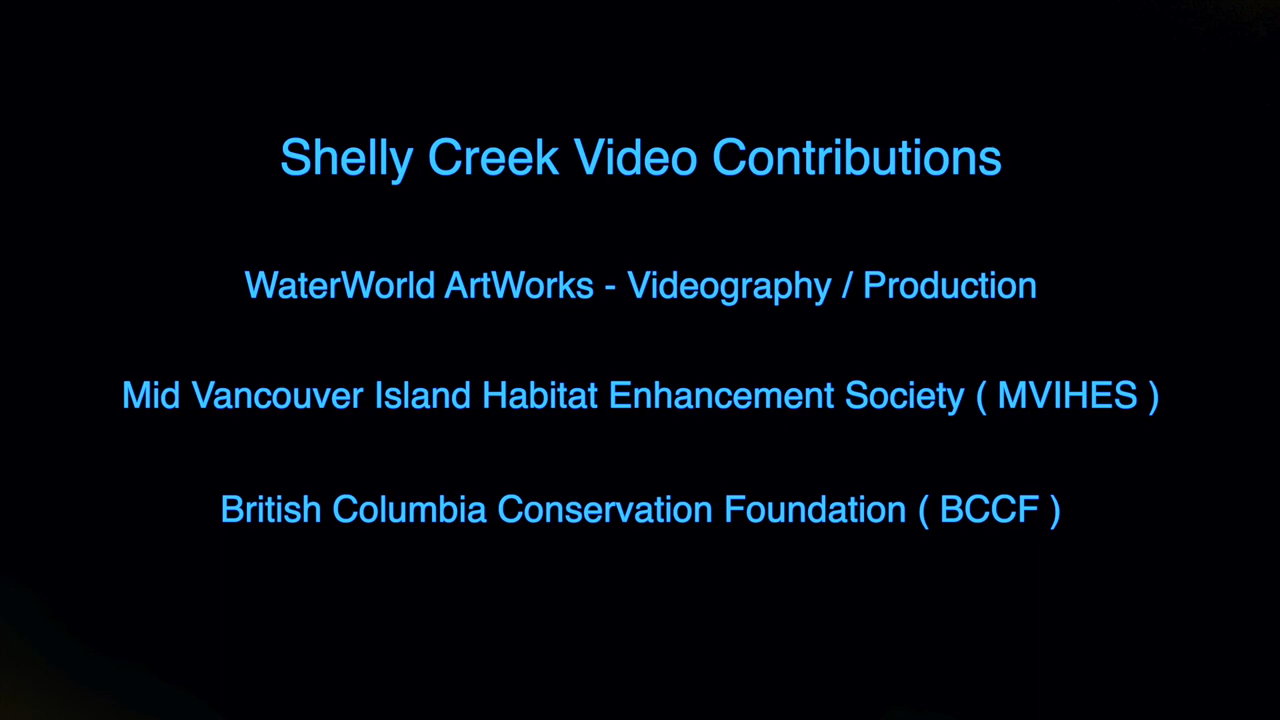 Shelly Creek Video Contributions
WaterWorld ArtWorks - Videography / Production
Mid Vancouver Island Habitat Enhancement Society ( MVIHES )
British Columbia Conservation Foundation ( BCCF )